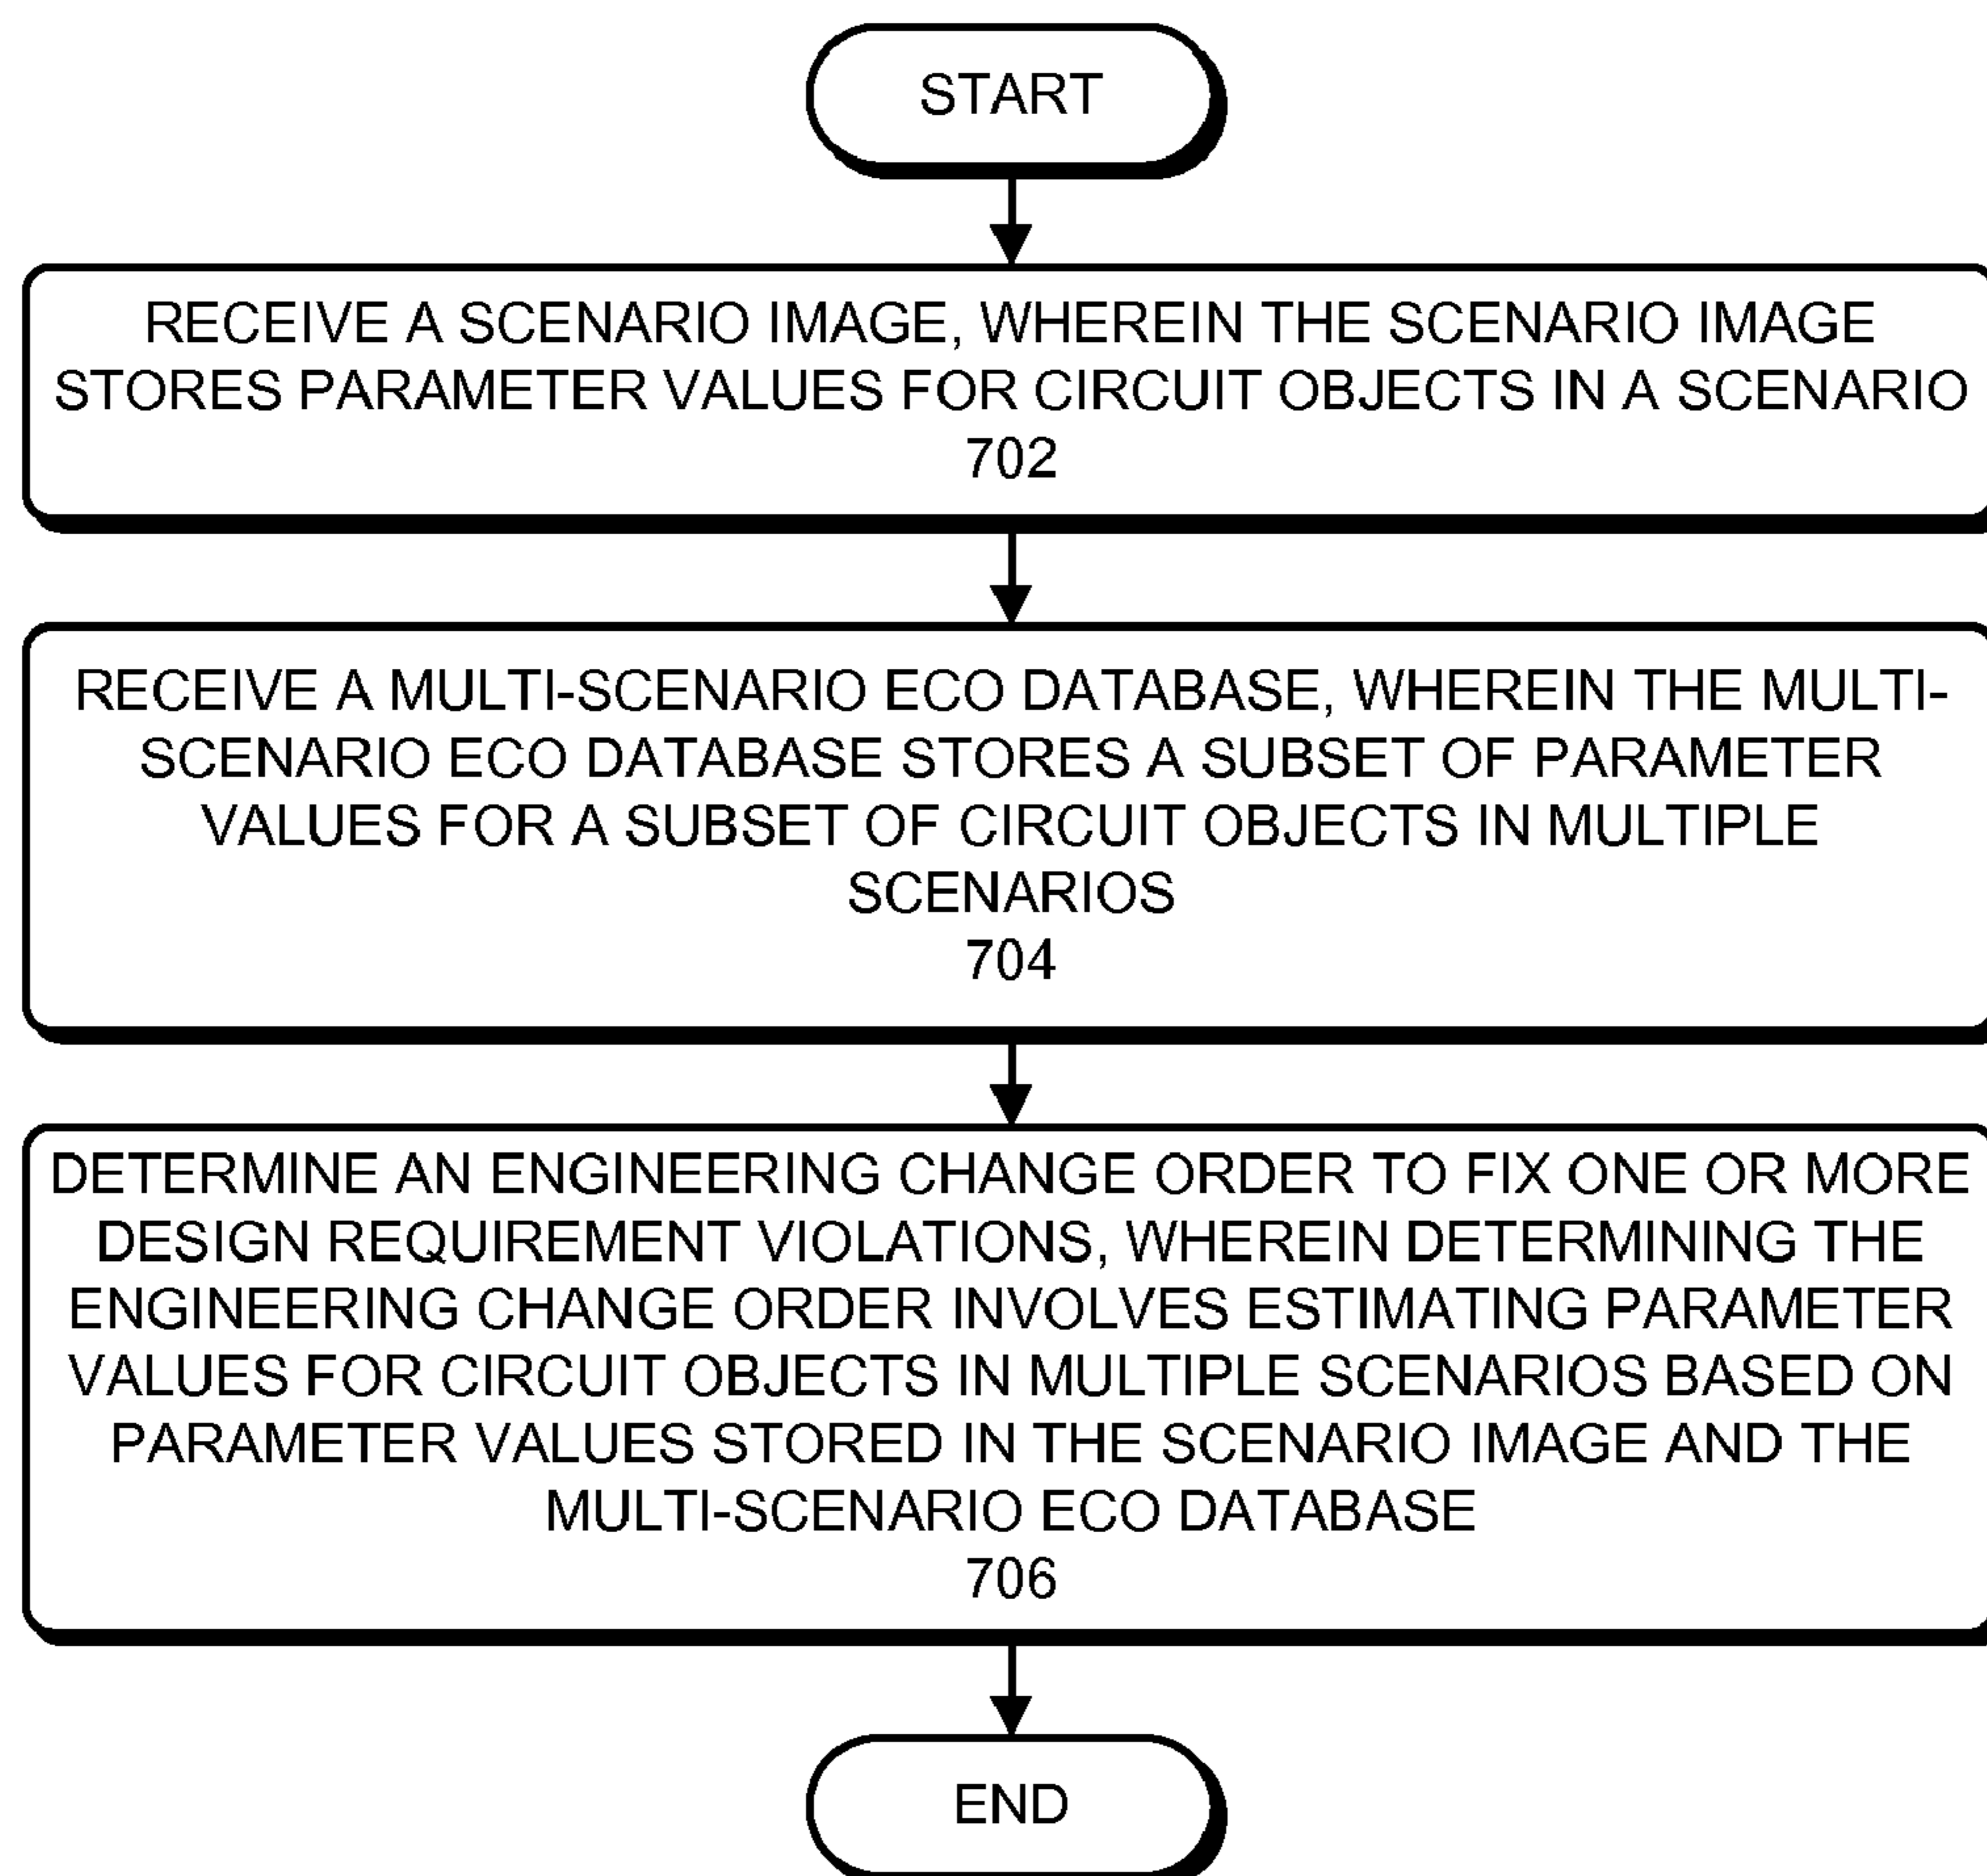 START
RECEIVE A SCENARIO IMAGE, WHEREIN THE SCENARIO IMAGE
STORES PARAMETER VALUES FOR CIRCUIT OBJECTS IN A SCENARIO
702
RECEIVE A MULTI-SCENARIO ECO DATABASE, WHEREIN THE MULTI-
SCENARIO ECO DATABASE STORES A SUBSET OF PARAMETER
VALUES FOR A SUBSET OF CIRCUIT OBJECTS IN MULTIPLE
SCENARIOS
704
DETERMINE AN ENGINEERING CHANGE ORDER TO FIX ONE OR MORE
DESIGN REQUIREMENT VIOLATIONS, WHEREIN DETERMINING THE
ENGINEERING CHANGE ORDER INVOLVES ESTIMATING PARAMETER
VALUES FOR CIRCUIT OBJECTS IN MULTIPLE SCENARIOS BASED ON
PARAMETER VALUES STORED IN THE SCENARIO IMAGE AND THE
MULTI-SCENARIO ECO DATABASE
706
END